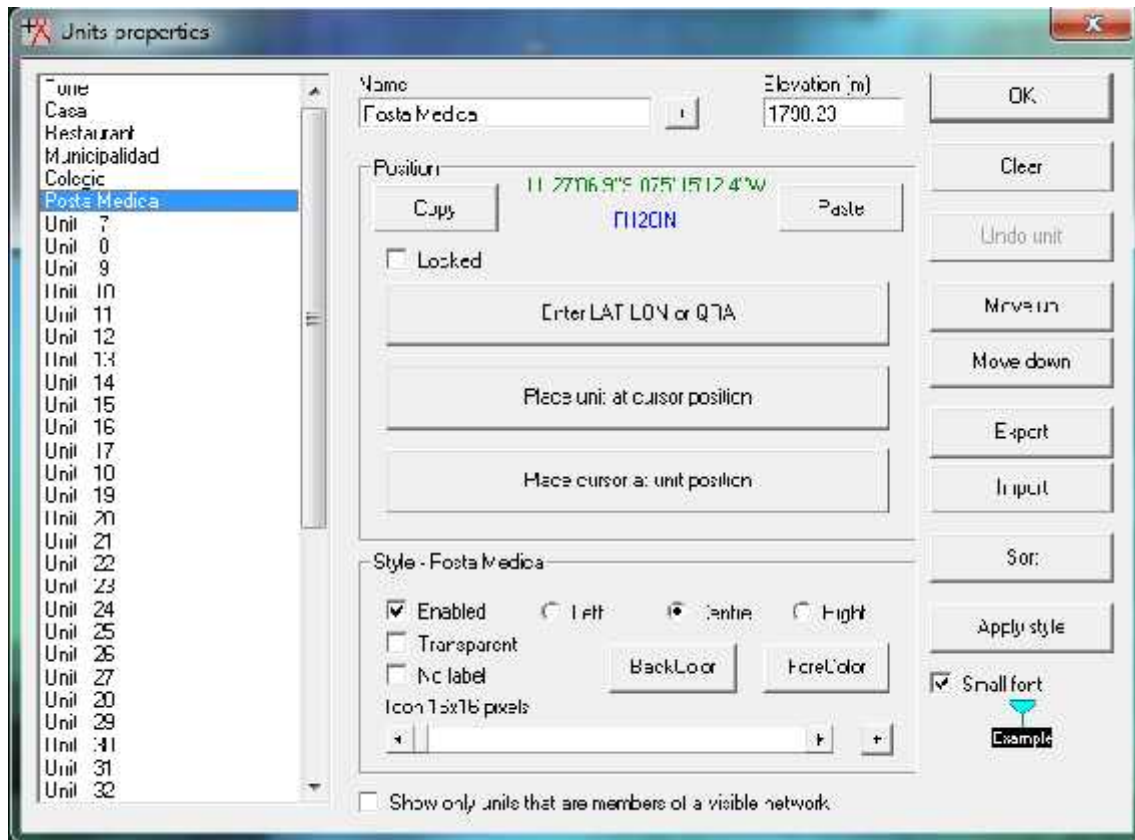 Units properties
Torre
Casa
Restaurant
Municipalidad
Colegio
Posta Medica
Unit 7
Unit 8
Unit 9
Unit 10
Unit 11
Unit 12
Unit 13
Unit 14
Unit 15
Unit 16
Unit 17
Unit 18
Unit 19
Unit 20
Unit 21
Unit 22
Unit 23
Unit 24
Unit 25
Unit 26
Unit 27
Unit 28
Unit 29
Unit 30
Unit 31
Unit 32
Name
Posta Medica
+
Elevation (m)
Position
Copy
Paste
Locked
Enter LAT LON or QRA
Place unit at cursor position
Place cursor at unit position
Style - Posta Medica
Enabled
Left
Centre
Right
Transparent
No label
BackColor
ForeColor
Icon 16x16 pixels
+
Show only units that are members of a visible network
OK
Clear
Undo unit
Move up
Move down
Export
Import
Sort
Apply style
Small font
Example